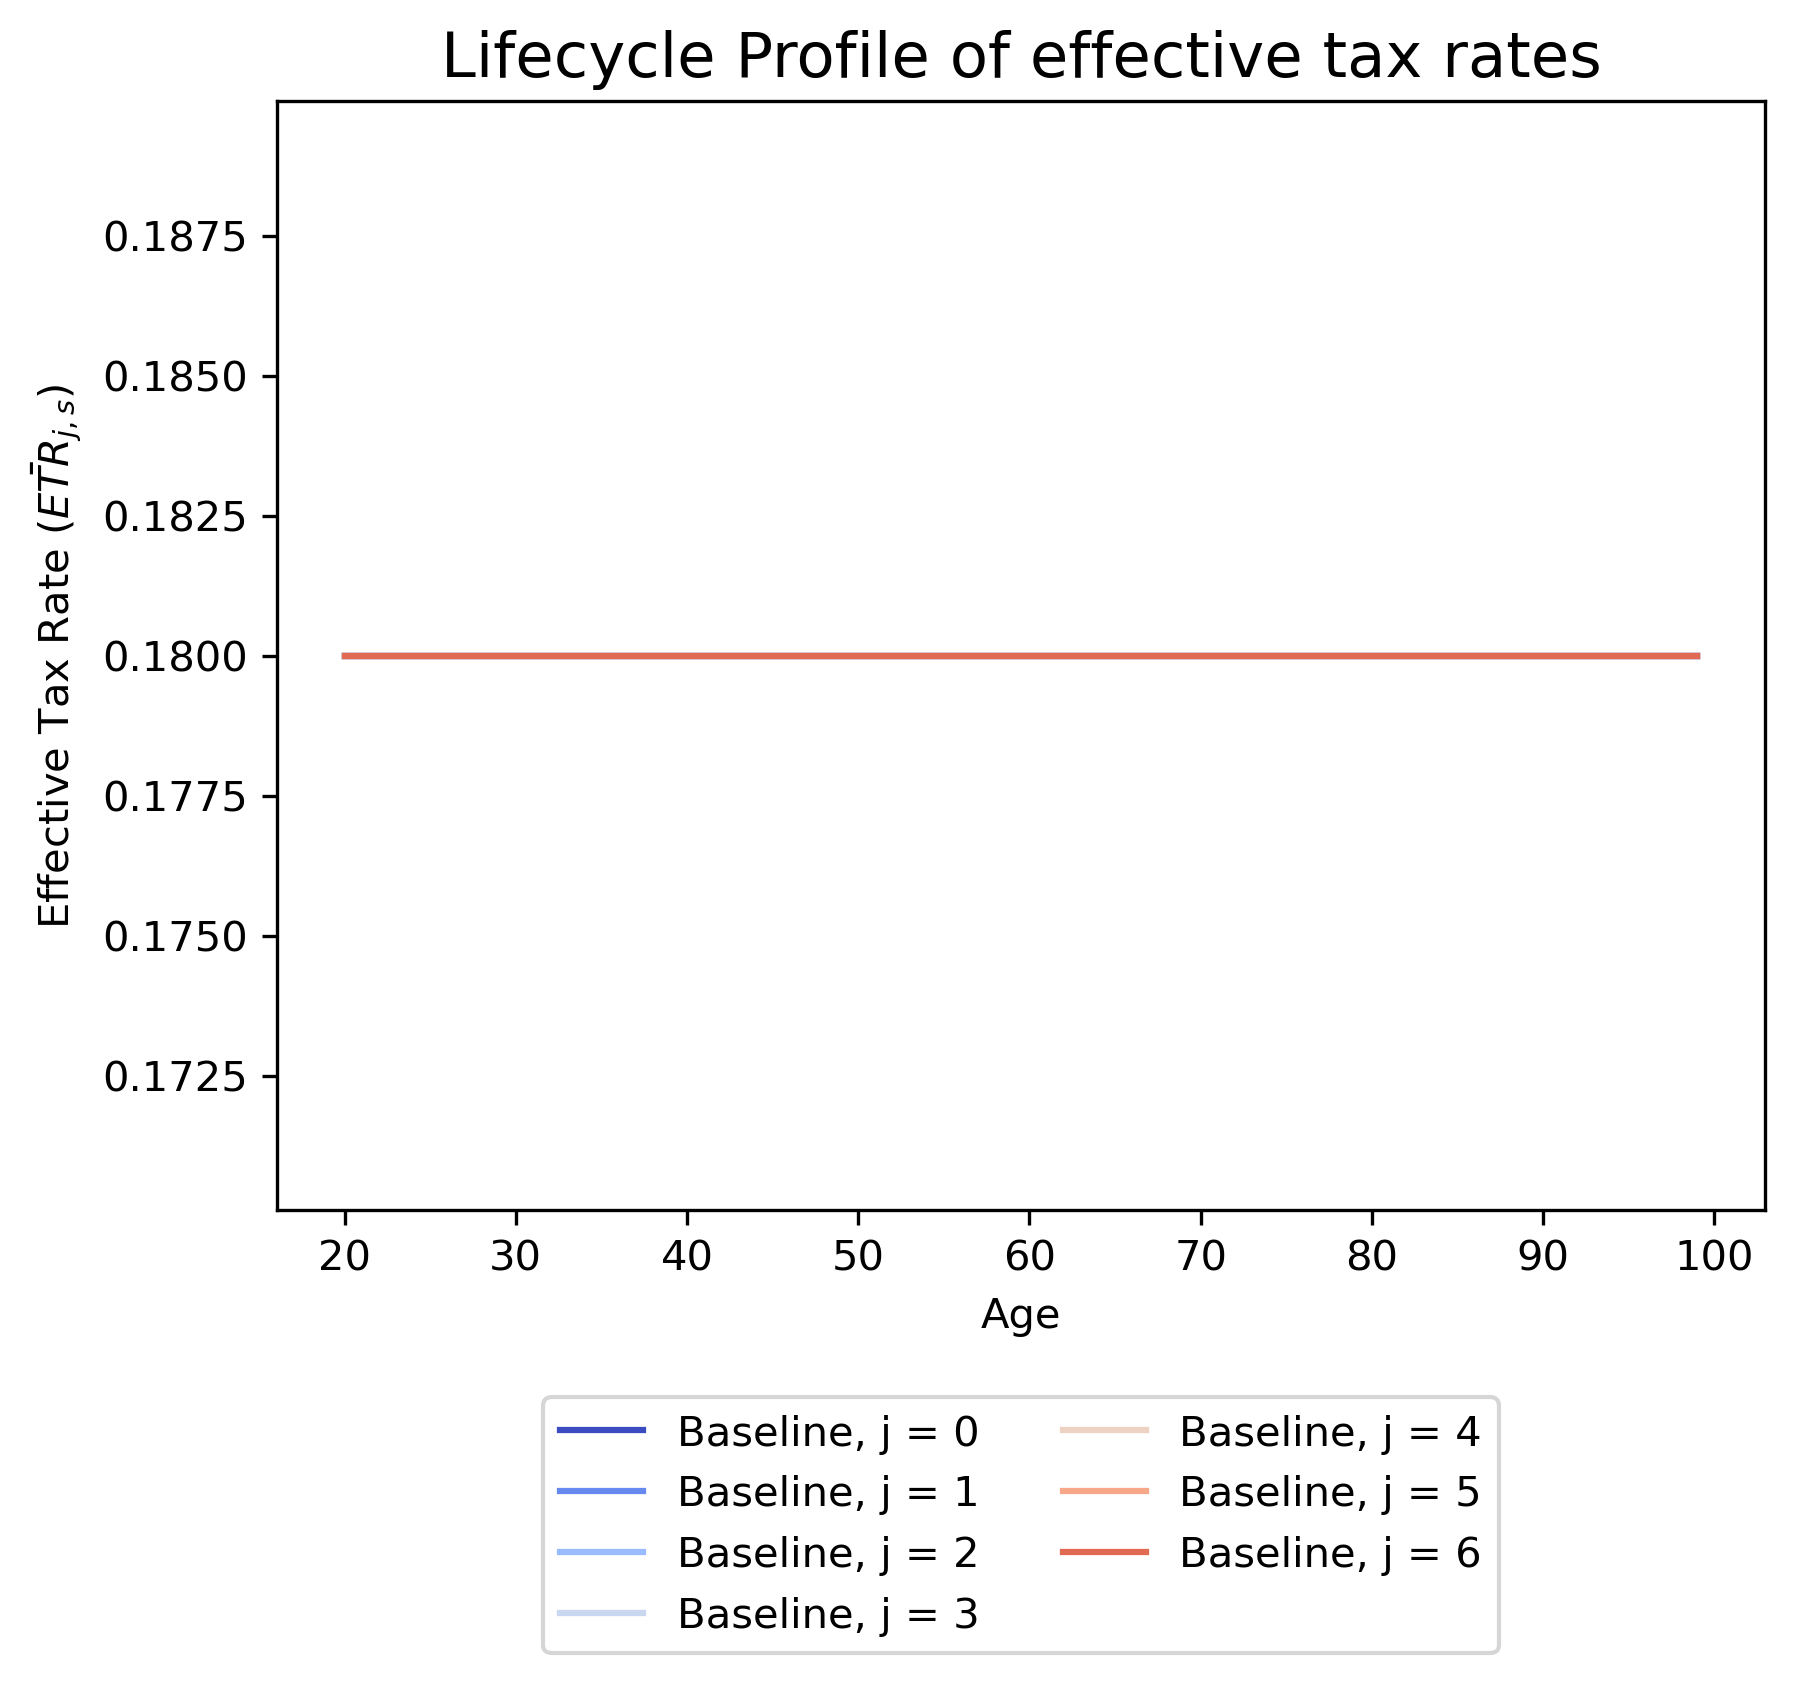 Lifecycle Profile of effective tax rates
Effective Tax Rate ($\bar{ETR}_{j,s}$)
0.1875
0.1850
0.1825
0.1800
0.1775
0.1750
0.1725
20 30 40 50 60 70 80 90 100
Age
Baseline, j = 0
Baseline, j = 1
Baseline, j = 2
Baseline, j = 3
Baseline, j = 4
Baseline, j = 5
Baseline, j = 6